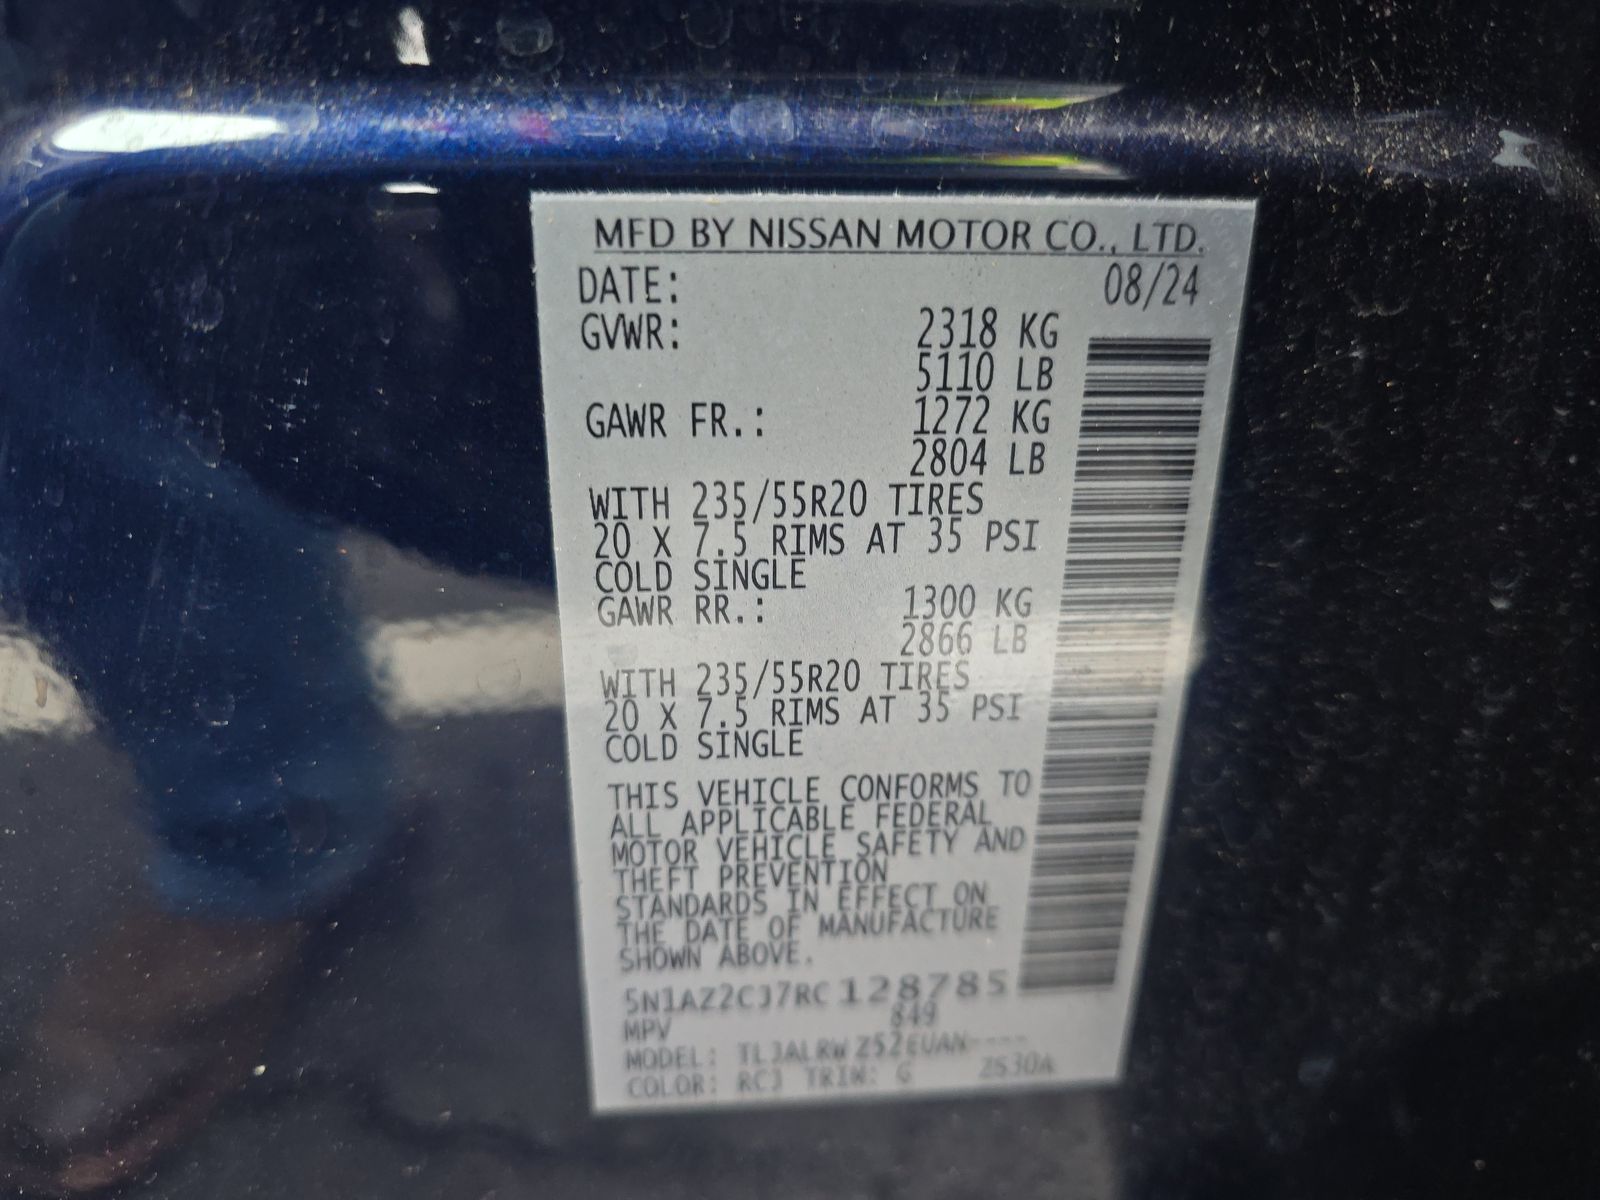 MFD BY NISSAN MOTOR CO., LTD.
DATE: 08/24
GVWR: 2318 KG
5110 LB
GAWR FR.: 1272 KG
2804 LB
WITH 235/55R20 TIRES
20 X 7.5 RIMS AT 35 PSI
COLD SINGLE
GAWR RR.: 1300 KG
2866 LB
WITH 235/55R20 TIRES
20 X 7.5 RIMS AT 35 PSI
COLD SINGLE
THIS VEHICLE CONFORMS TO
ALL APPLICABLE FEDERAL
MOTOR VEHICLE SAFETY AND
THEFT PREVENTION
STANDARDS IN EFFECT ON
THE DATE OF MANUFACTURE
SHOWN ABOVE.
5N1AZ2CJ7RC128785
MPV 849
MODEL: TLJALRW Z52EUAN----
COLOR: RCJ TRIM: G ZS30A